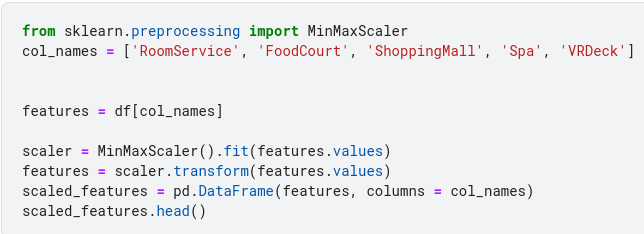 from sklearn.preprocessing import MinMaxScaler
col_names = ['RoomService', 'FoodCourt', 'ShoppingMall', 'Spa', 'VRDeck']
features = df[col_names]
scaler = MinMaxScaler().fit(features.values)
features = scaler.transform(features.values)
scaled_features = pd.DataFrame(features, columns = col_names)
scaled_features.head()